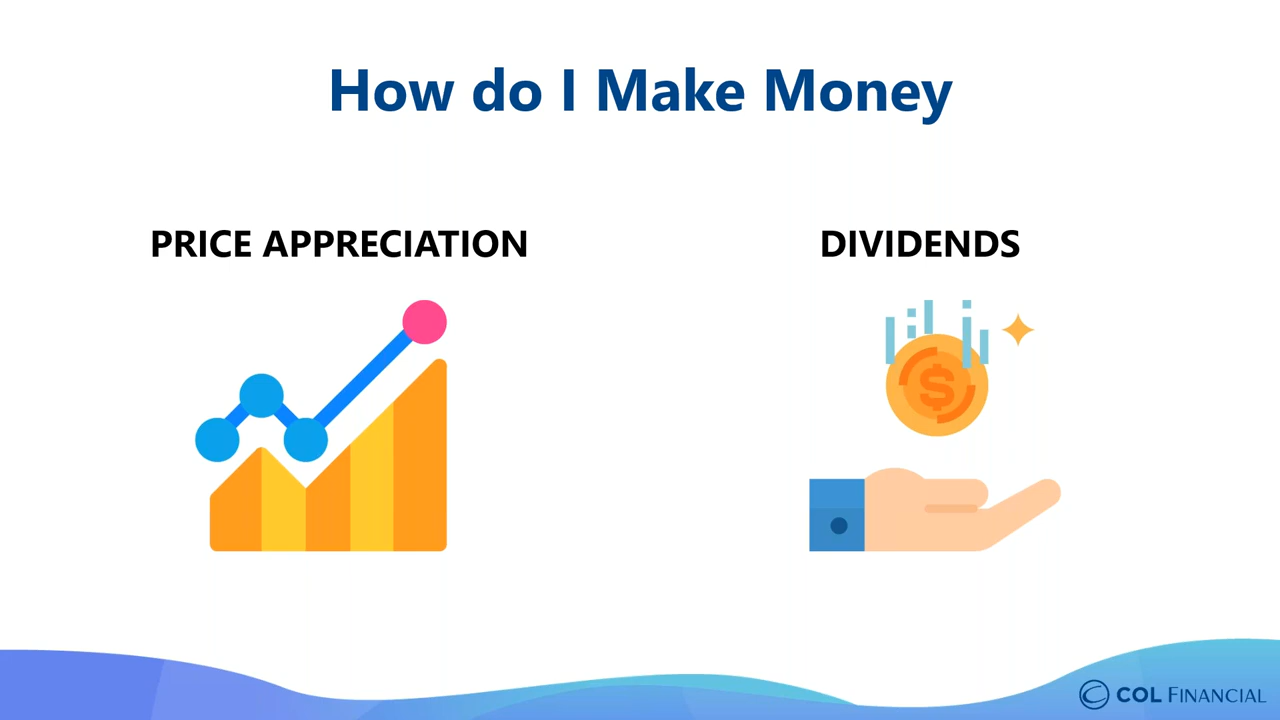 How do I Make Money
PRICE APPRECIATION
DIVIDENDS
$
COL FINANCIAL